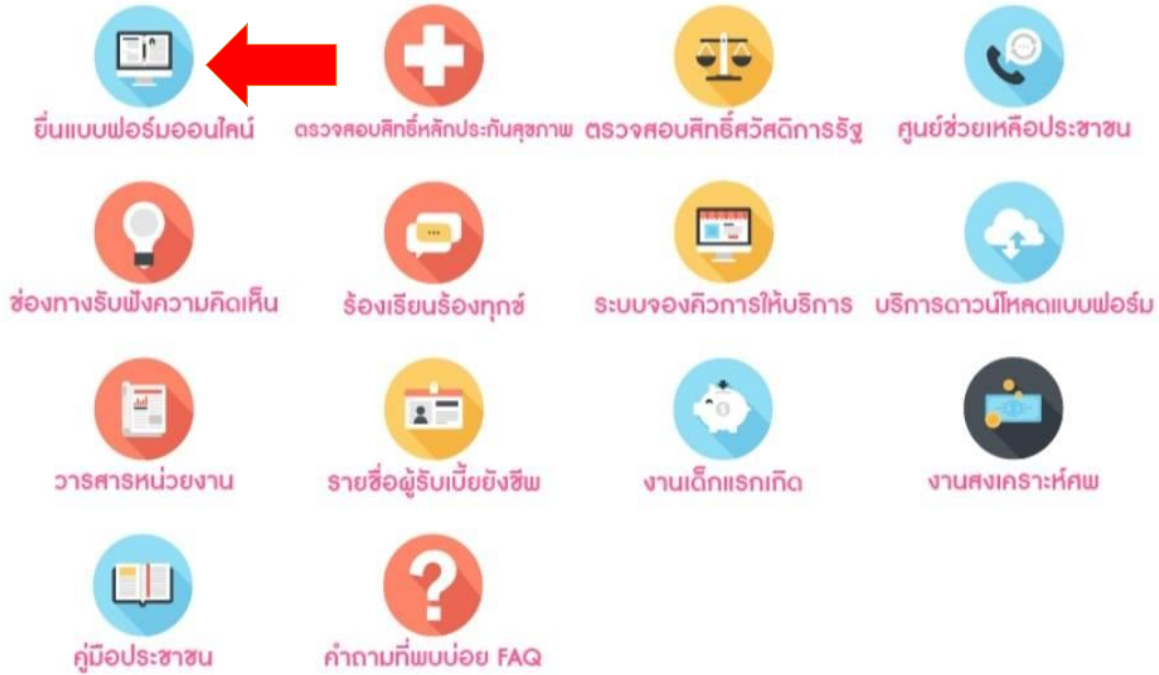 ยื่นแบบฟอร์มออนไลน์
ตรวจสอบสิทธิ์หลักประกันสุขภาพ
ตรวจสอบสิทธิ์สวัสดิการรัฐ
ศูนย์ช่วยเหลือประชาชน
ช่องทางรับฟังความคิดเห็น
ร้องเรียนร้องทุกข์
ระบบจองคิวการให้บริการ
บริการดาวน์โหลดแบบฟอร์ม
วารสารหน่วยงาน
รายชื่อผู้รับเบี้ยยังชีพ
งานเด็กแรกเกิด
งานสงเคราะห์ศพ
คู่มือประชาชน
คำถามที่พบบ่อย FAQ